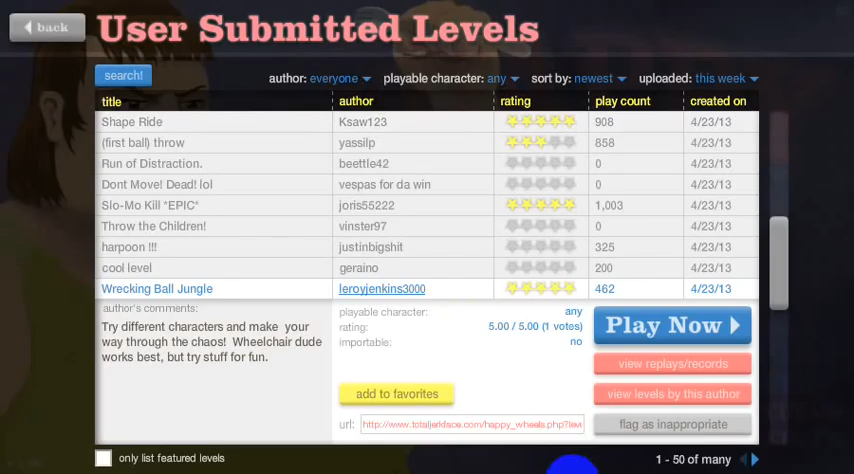 back
User Submitted Levels
search!
author: everyone playable character: any sort by: newest uploaded: this week
title author rating play count created on
Shape Ride Ksaw123 908 4/23/13
(first ball) throw yassilp 858 4/23/13
Run of Distraction. beettle42 0 4/23/13
Dont Move! Dead! lol vespas for da win 0 4/23/13
Slo-Mo Kill *EPIC* joris55222 1,003 4/23/13
Throw the Children! vinster97 0 4/23/13
harpoon !!! justinbigshit 325 4/23/13
cool level geraino 200 4/23/13
Wrecking Ball Jungle leroyjenkins3000 462 4/23/13
author's comments:
Try different characters and make your
way through the chaos! Wheelchair dude
works best, but try stuff for fun.
playable character: any
rating: 5.00 / 5.00 (1 votes)
importable: no
add to favorites
url: http://www.totaljerkface.com/happy_wheels.php?lev
Play Now
view replays/records
view levels by this author
flag as inappropriate
only list featured levels
1 - 50 of many